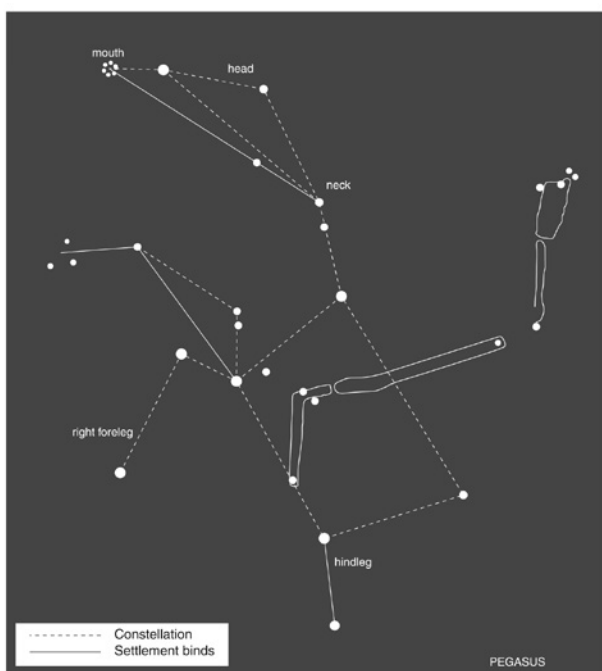 mouth
head
neck
right foreleg
hindleg
Constellation
Settlement binds
PEGASUS